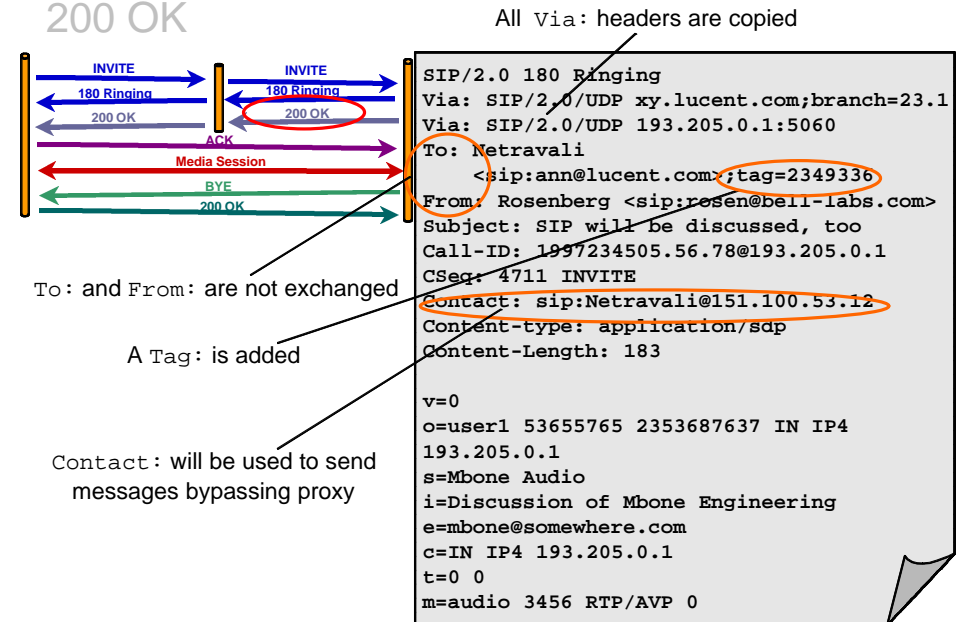 200 OK
All Via: headers are copied
INVITE
INVITE
180 Ringing
180 Ringing
200 OK
200 OK
ACK
Media Session
BYE
200 OK
To: and From: are not exchanged
A Tag: is added
Contact: will be used to send
messages bypassing proxy
SIP/2.0 180 Ringing
Via: SIP/2.0/UDP xy.lucent.com;branch=23.1
Via: SIP/2.0/UDP 193.205.0.1:5060
To: Netravali
<sip:ann@lucent.com>;tag=2349336
From: Rosenberg <sip:rosen@bell-labs.com>
Subject: SIP will be discussed, too
Call-ID: 1997234505.56.78@193.205.0.1
CSeq: 4711 INVITE
Contact: sip:Netravali@151.100.53.12
Content-type: application/sdp
Content-Length: 183
v=0
o=user1 53655765 2353687637 IN IP4
193.205.0.1
s=Mbone Audio
i=Discussion of Mbone Engineering
e=mbone@somewhere.com
c=IN IP4 193.205.0.1
t=0 0
m=audio 3456 RTP/AVP 0